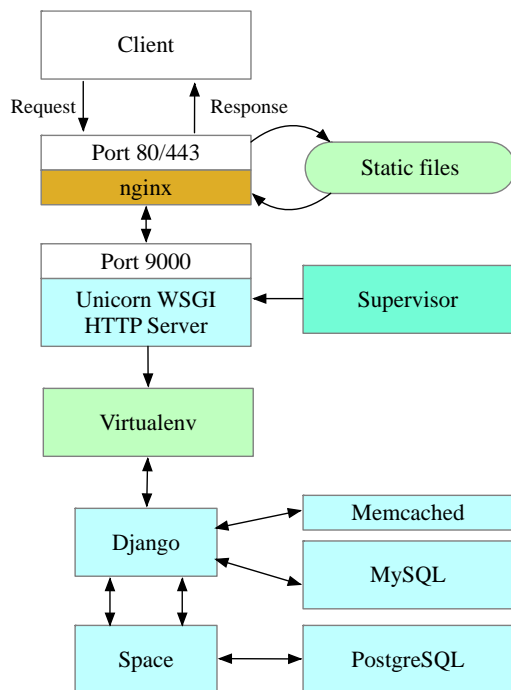 Client
Request
Response
Port 80/443
nginx
Static files
Port 9000
Unicorn WSGI
HTTP Server
Supervisor
Virtualenv
Memcached
Django
MySQL
Space
PostgreSQL